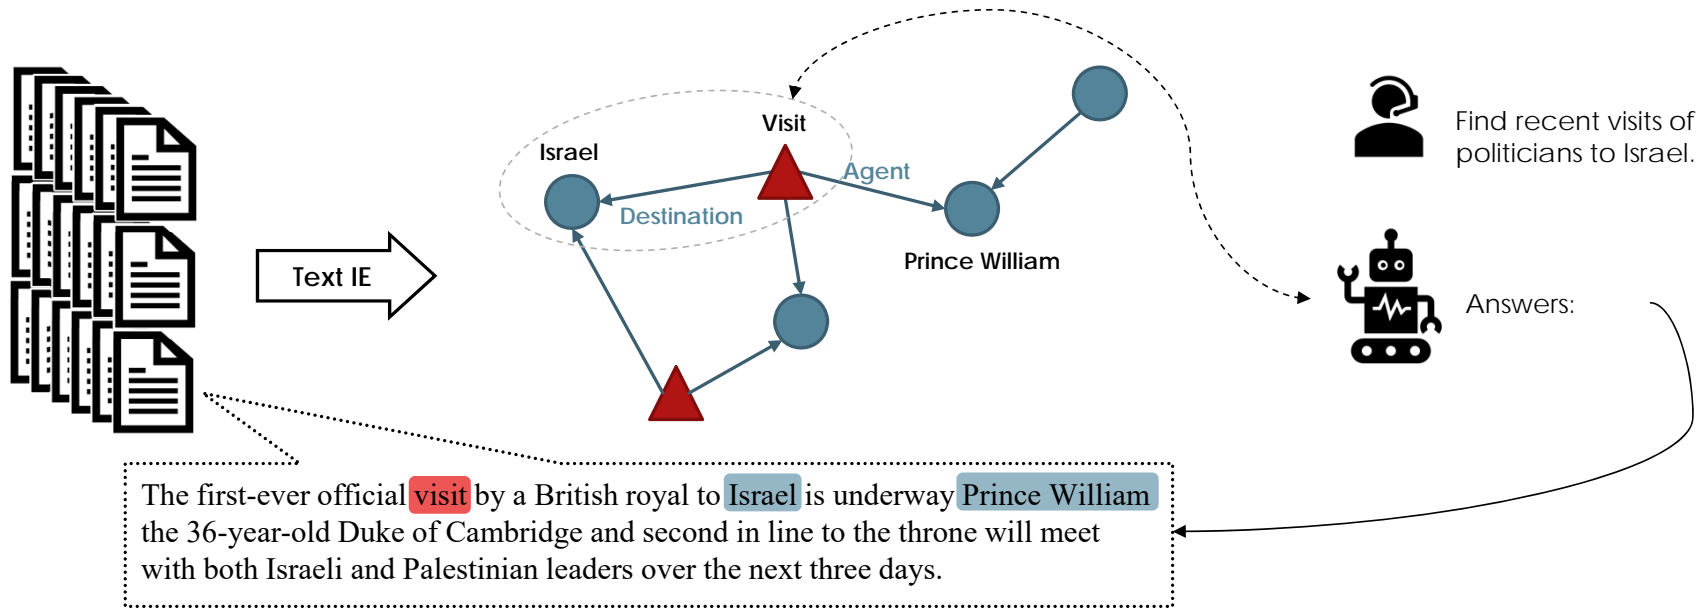 Visit
Israel
Agent
Destination
Prince William
Text IE
Find recent visits of
politicians to Israel.
Answers:
The first-ever official visit by a British royal to Israel is underway Prince William
the 36-year-old Duke of Cambridge and second in line to the throne will meet
with both Israeli and Palestinian leaders over the next three days.